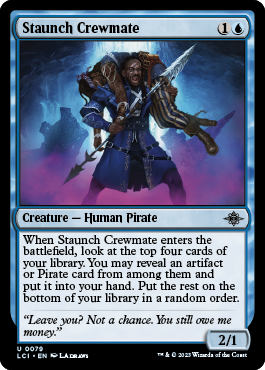 Staunch Crewmate 1
Creature — Human Pirate
When Staunch Crewmate enters the
battlefield, look at the top four cards of
your library. You may reveal an artifact
or Pirate card from among them and
put it into your hand. Put the rest on the
bottom of your library in a random order.
"Leave you? Not a chance. You still owe me
money."
2/1
U 0079
LCI • EN LA Draws
™ & © 2023 Wizards of the Coast